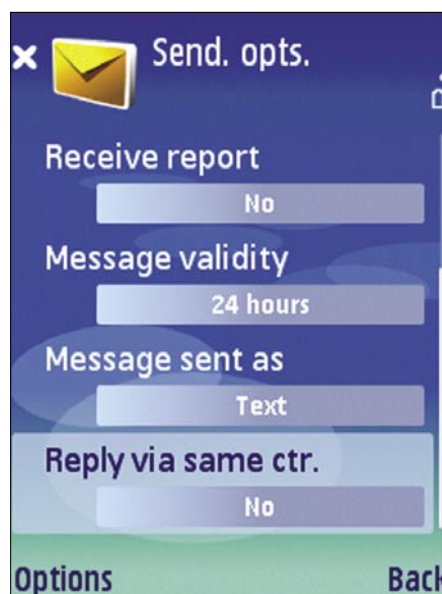 Send. opts.
Receive report
No
Message validity
24 hours
Message sent as
Text
Reply via same ctr.
No
Options
Back